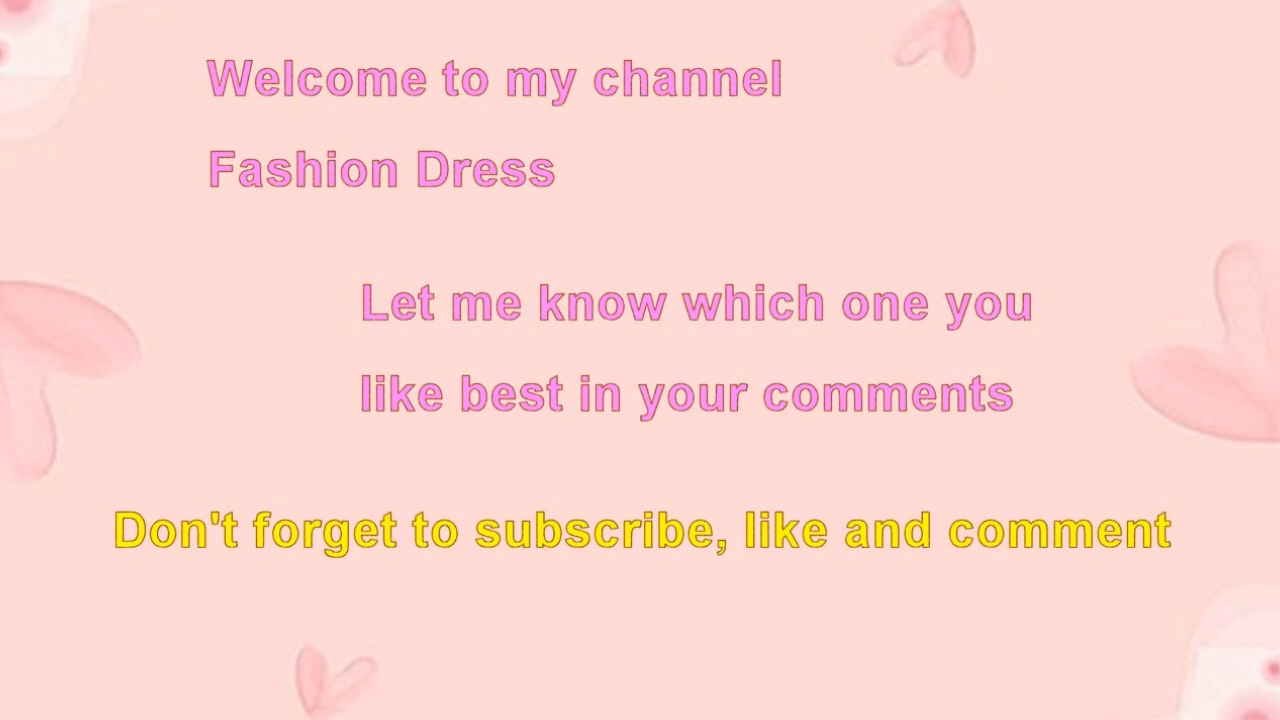 Welcome to my channel
Fashion Dress
Let me know which one you
like best in your comments
Don't forget to subscribe, like and comment